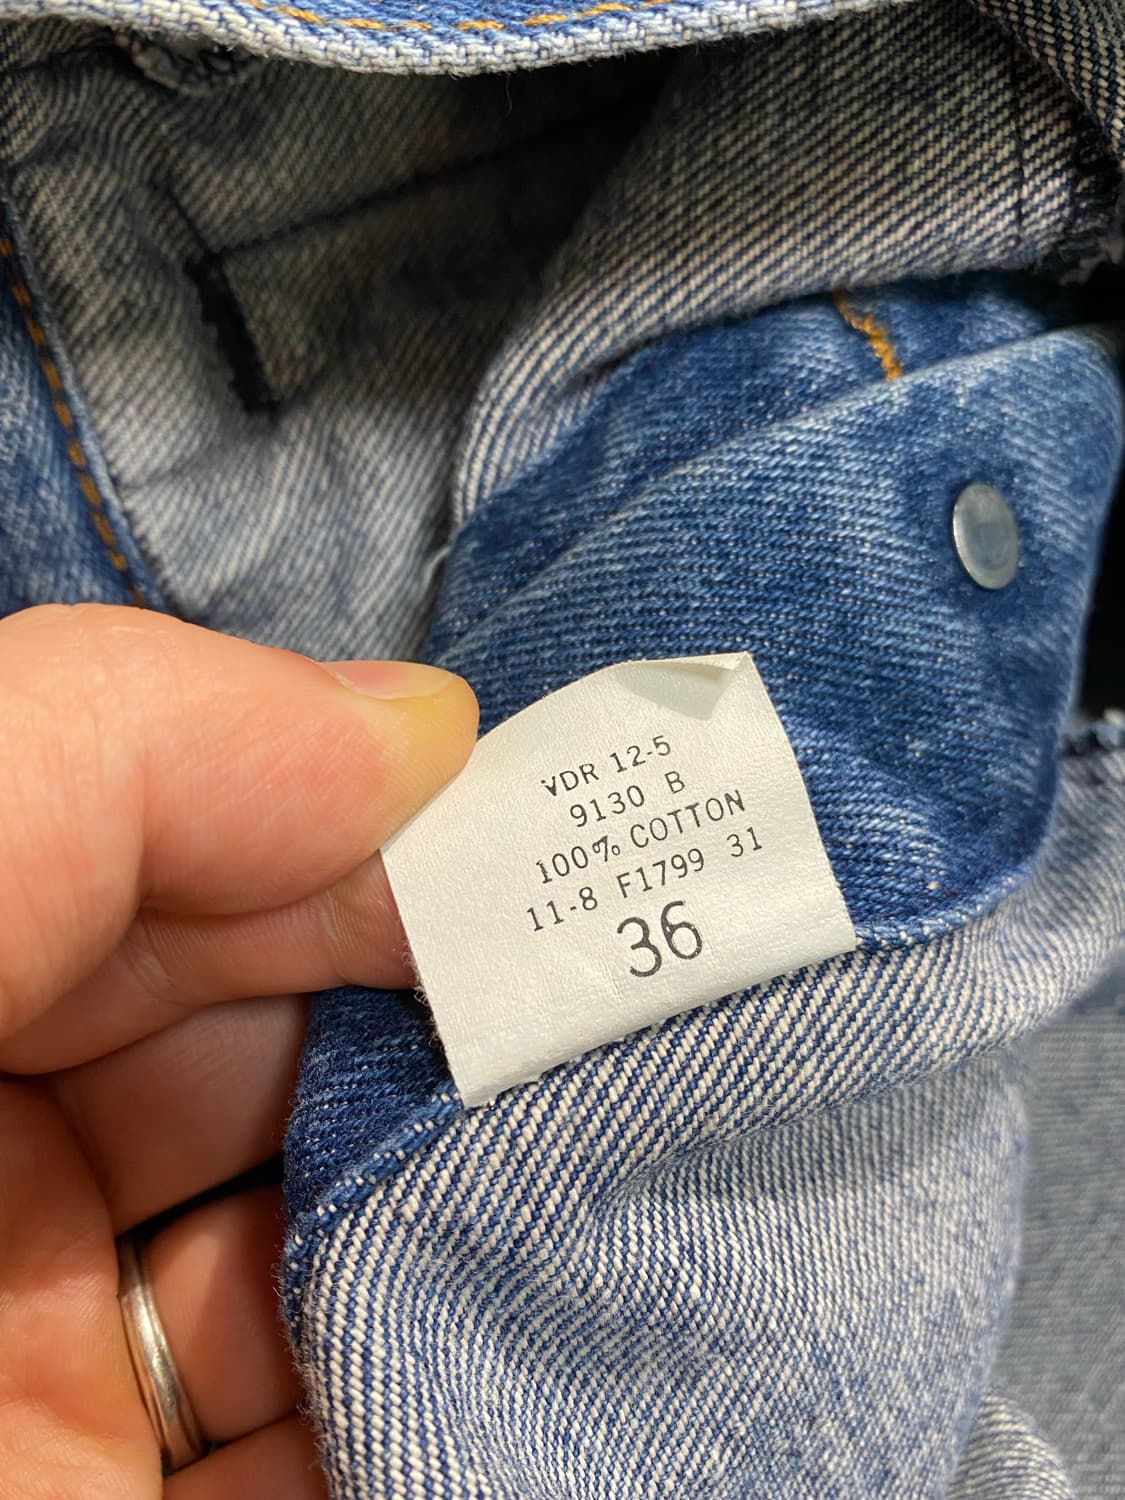 VDR 12-5
9130 B
100% COTTON
11-8 F1799 31
36